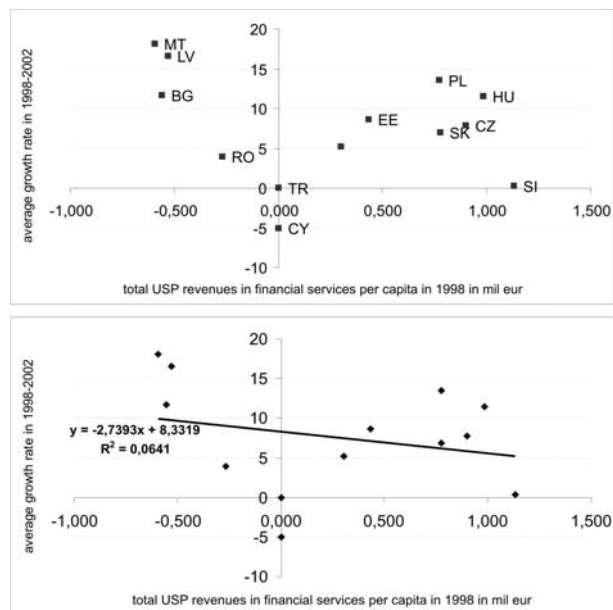 20
MT
LV
15
PL
BG
HU
10
EE
CZ
SK
5
RO
TR
SI
0
-1,000
-0,500
0,000
0,500
1,000
1,500
-5
CY
-10
average growth rate in 1998-2002
total USP revenues in financial services per capita in 1998 in mil eur
20
15
10
y = -2,7393x + 8,3319
R² = 0,0641
5
0
-1,000
-0,500
0,000
0,500
1,000
1,500
-5
-10
average growth rate in 1998-2002
total USP revenues in financial services per capita in 1998 in mil eur